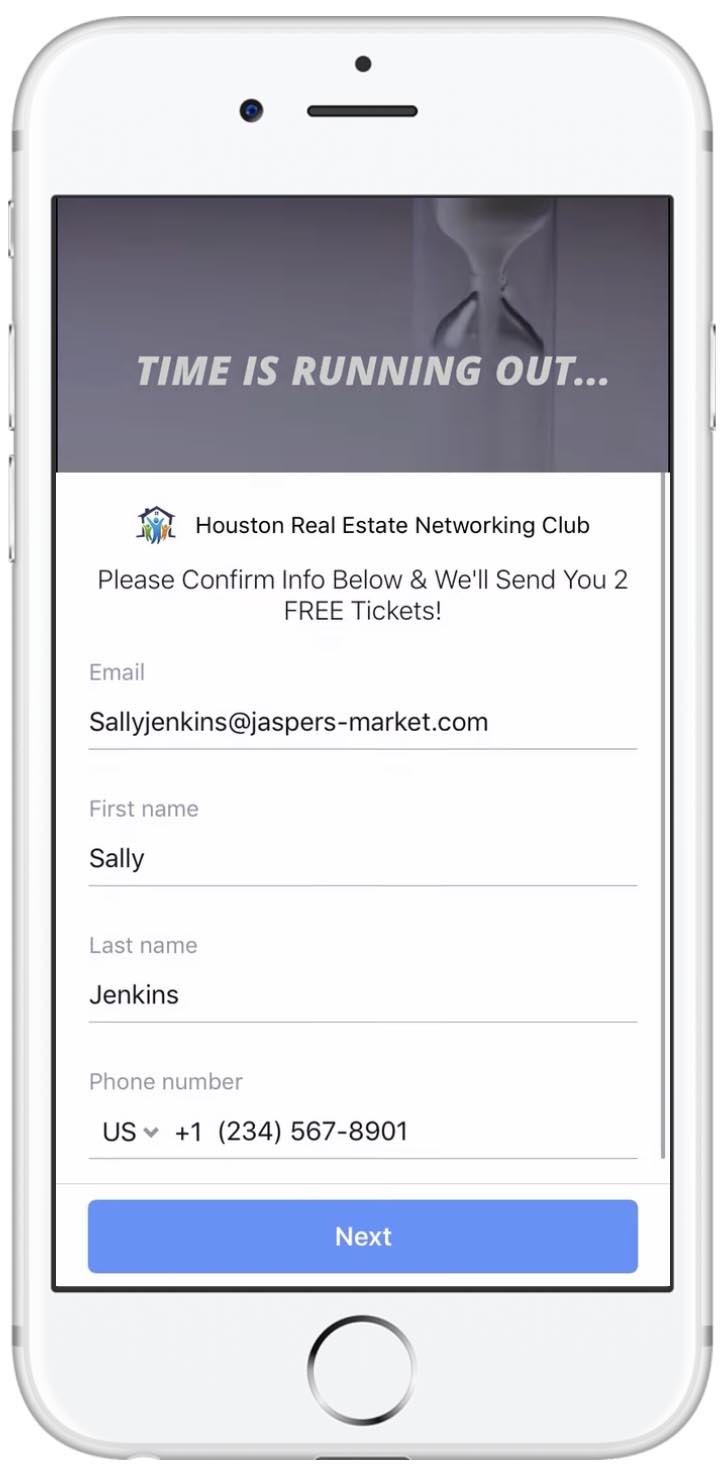 TIME IS RUNNING OUT...
Houston Real Estate Networking Club
Please Confirm Info Below & We'll Send You 2
FREE Tickets!
Email
Sallyjenkins@jaspers-market.com
First name
Sally
Last name
Jenkins
Phone number
US +1 (234) 567-8901
Next